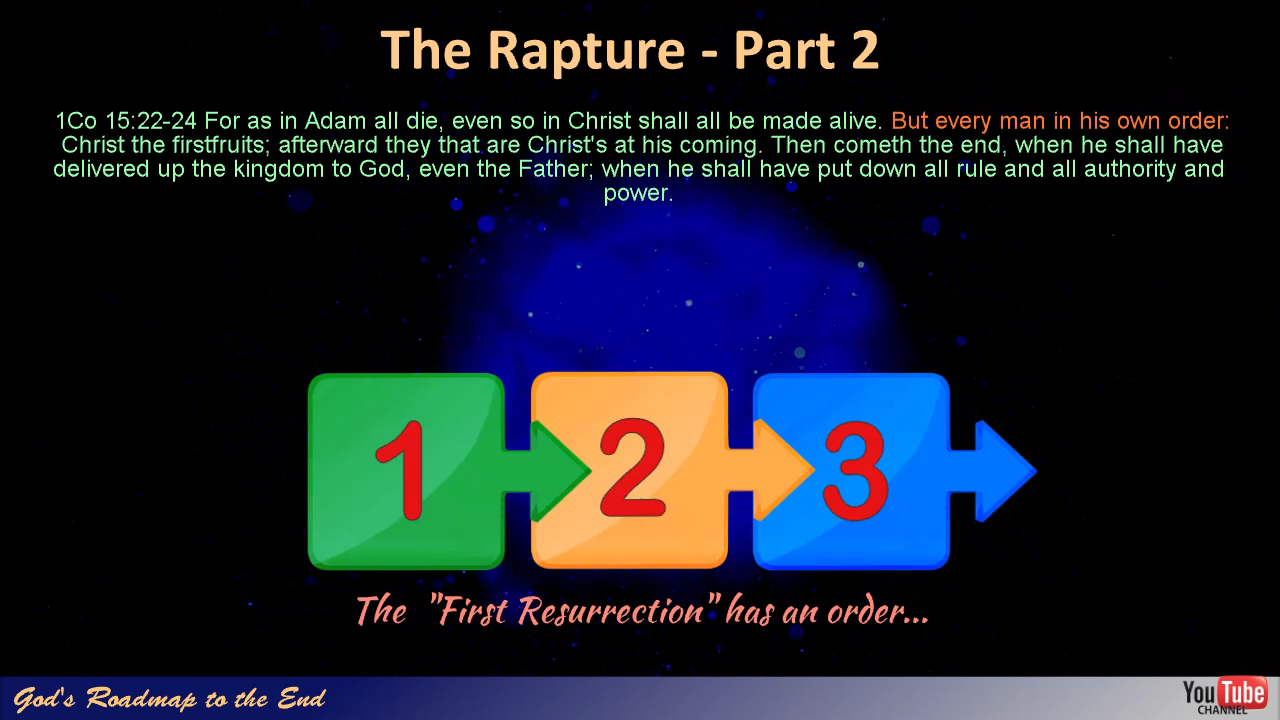 The Rapture - Part 2
1Co 15:22-24 For as in Adam all die, even so in Christ shall all be made alive. But every man in his own order:
Christ the firstfruits; afterward they that are Christ's at his coming. Then cometh the end, when he shall have
delivered up the kingdom to God, even the Father; when he shall have put down all rule and all authority and
power.
1 2 3
The "First Resurrection" has an order...
God's Roadmap to the End
YouTube
CHANNEL